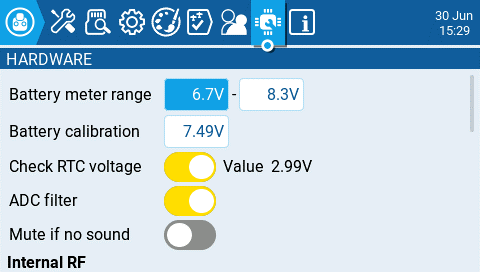 30 Jun
15:29
HARDWARE
Battery meter range 6.7V - 8.3V
Battery calibration 7.49V
Check RTC voltage Value 2.99V
ADC filter
Mute if no sound
Internal RF